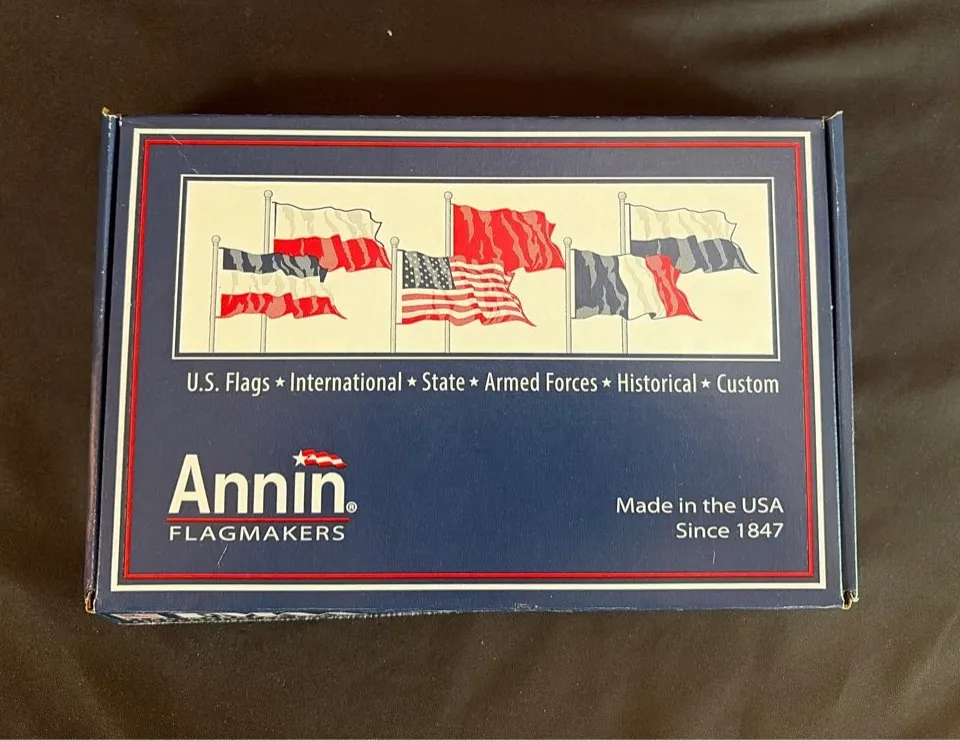 U.S. Flags ★ International ★ State ★ Armed Forces ★ Historical ★ Custom
Annin®
FLAGMAKERS
Made in the USA
Since 1847